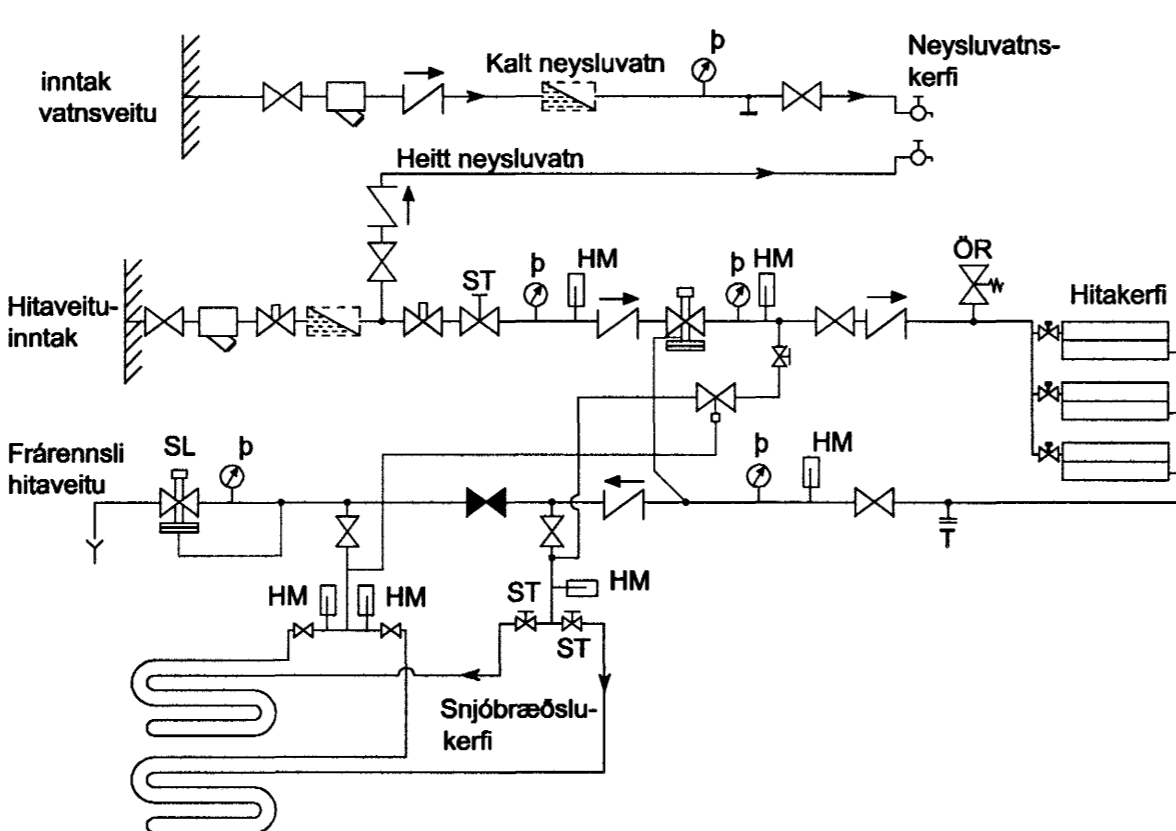 inntak
vatnsveitu
Kalt neysluvatn
þ
Neysluvatns-
kerfi
Heitt neysluvatn
Hitaveitu-
inntak
ST
þ
HM
þ
HM
ÖR
Hitakerfi
Frárennsli
hitaveitu
SL
þ
þ
HM
HM
HM
ST
HM
ST
Snjóbræðslu-
kerfi